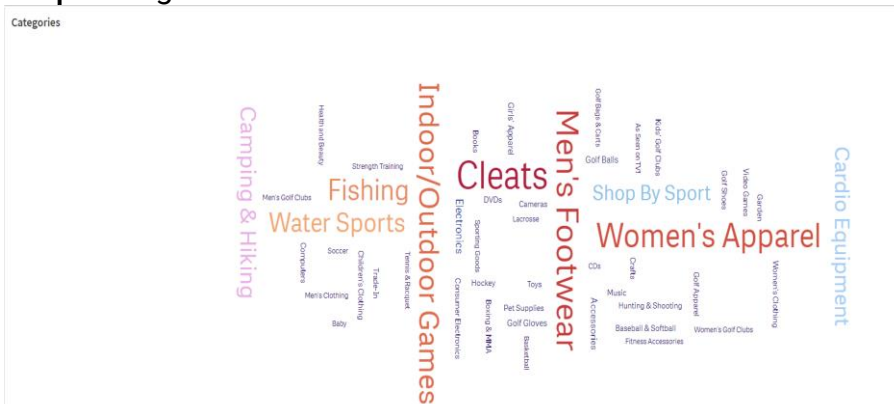 Categories
Camping & Hiking
Health and Beauty
Strength Training
Men's Golf Clubs
Fishing
Water Sports
Computers
Soccer
Children's Clothing
Trade-In
Men's Clothing
Baby
Tennis & Racquet
Indoor/Outdoor Games
Books
Girls' Apparel
Cleats
DVDs
Cameras
Lacrosse
Electronics
Sporting Goods
Hockey
Toys
Consumer Electronics
Boxing & MMA
Pet Supplies
Golf Gloves
Basketball
Men's Footwear
Golf Bags & Carts
As Seen on TV!
Kids' Golf Clubs
Golf Balls
Shop By Sport
Golf Shoes
Video Games
Garden
Women's Apparel
CDs
Crafts
Music
Hunting & Shooting
Golf Apparel
Women's Clothing
Accessories
Baseball & Softball
Women's Golf Clubs
Fitness Accessories
Cardio Equipment